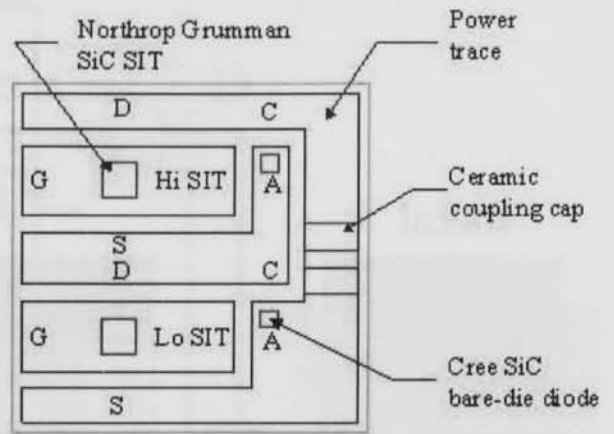 Northrop Grumman
SiC SIT
Power
trace
D C
G Hi SIT A
Ceramic
coupling cap
S
D C
G Lo SIT A
S
Cree SiC
bare-die diode